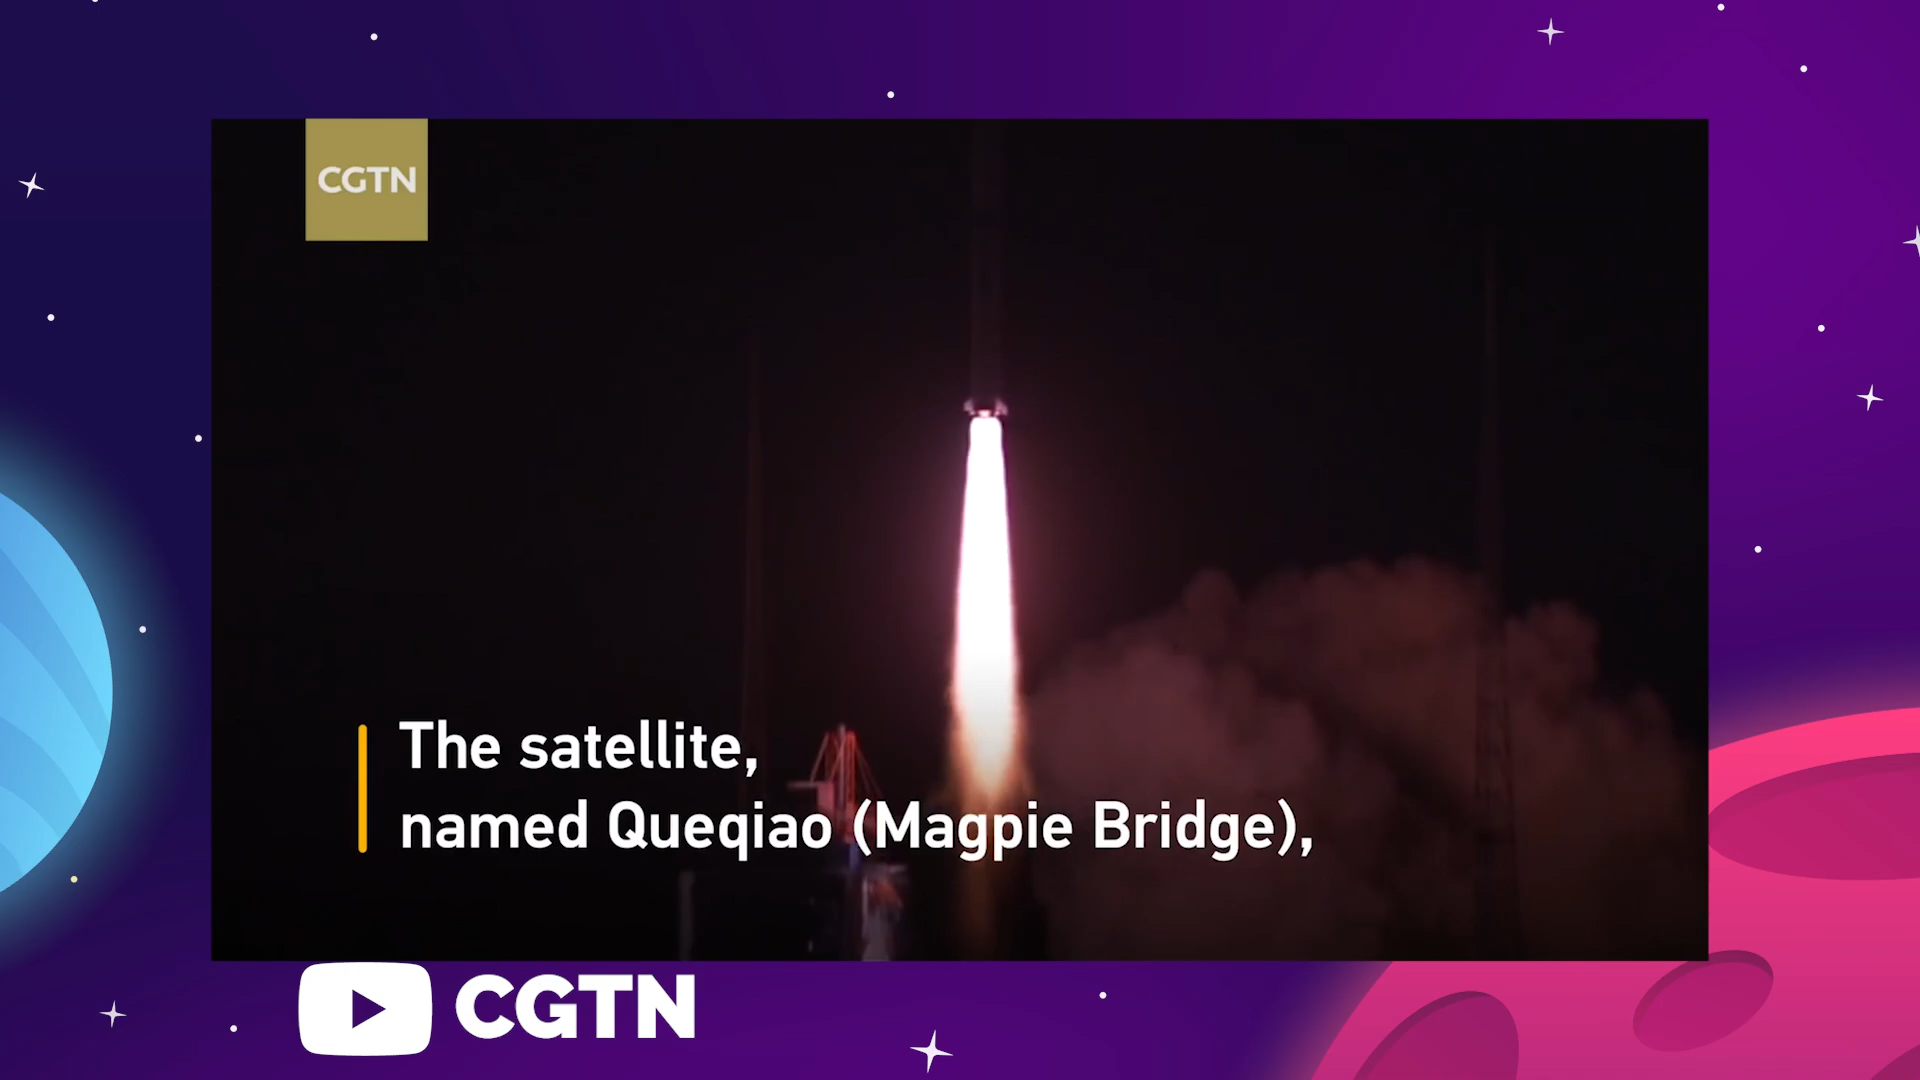 CGTN
The satellite,
named Queqiao (Magpie Bridge),
CGTN